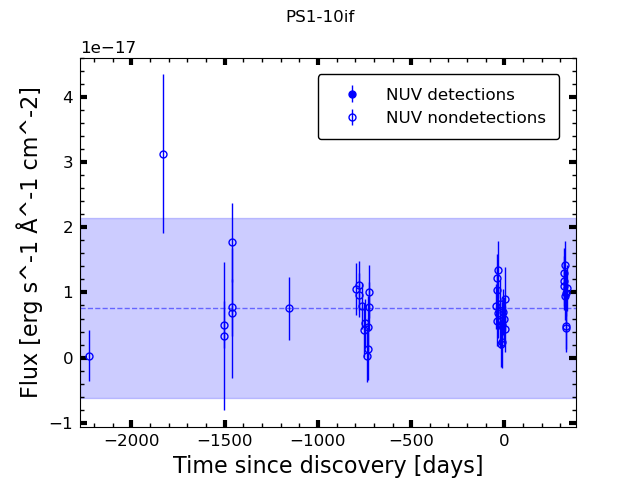 PS1-10if
1e−17
NUV detections
NUV nondetections
4
3
2
1
0
−1
Flux [erg s^-1 Å^-1 cm^-2]
−2000 −1500 −1000 −500 0
Time since discovery [days]